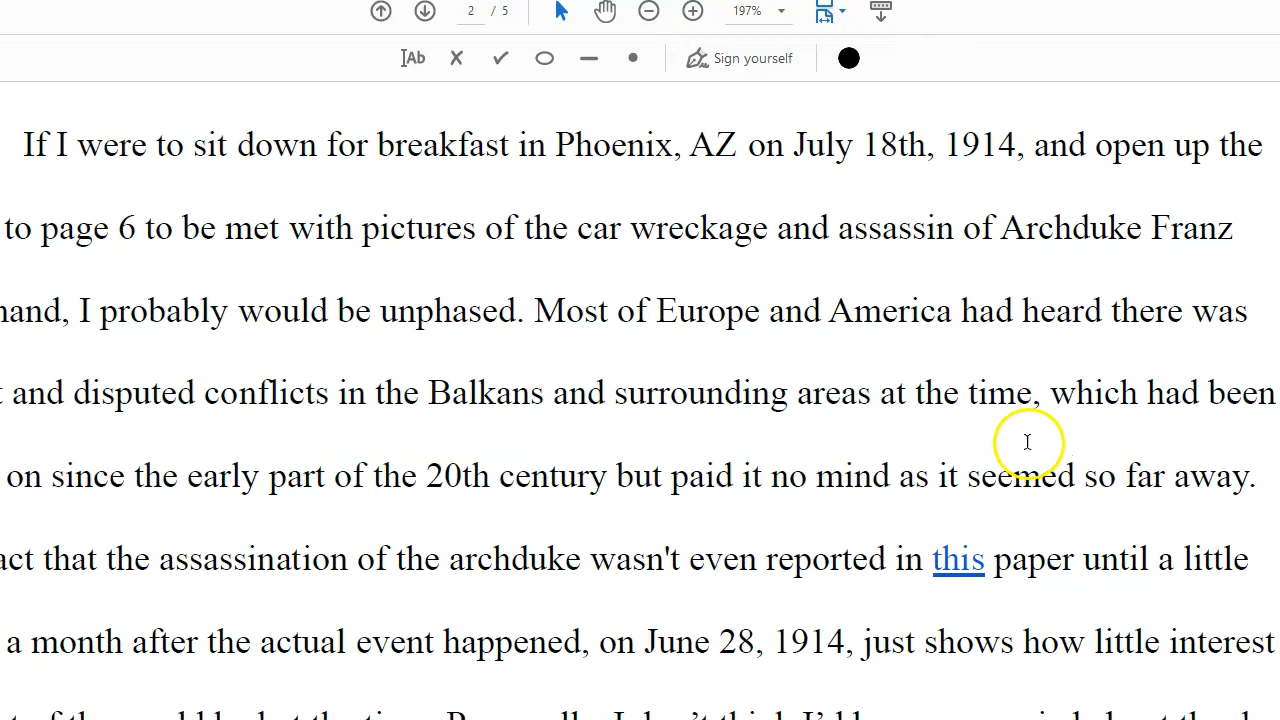 2 / 5 197%
Ab Sign yourself
If I were to sit down for breakfast in Phoenix, AZ on July 18th, 1914, and open up the
to page 6 to be met with pictures of the car wreckage and assassin of Archduke Franz
I probably would be unphased. Most of Europe and America had heard there was
and disputed conflicts in the Balkans and surrounding areas at the time, which had been
on since the early part of the 20th century but paid it no mind as it seemed so far away.
that the assassination of the archduke wasn't even reported in this paper until a little
a month after the actual event happened, on June 28, 1914, just shows how little interest